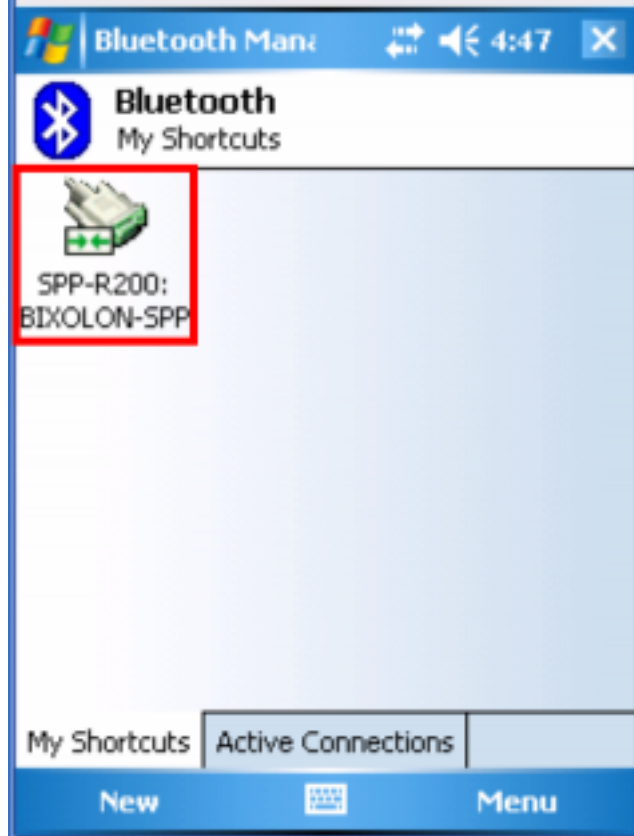 Bluetooth Mana 4:47
Bluetooth
My Shortcuts
SPP-R200:
BIXOLON-SPP
My Shortcuts Active Connections
New Menu